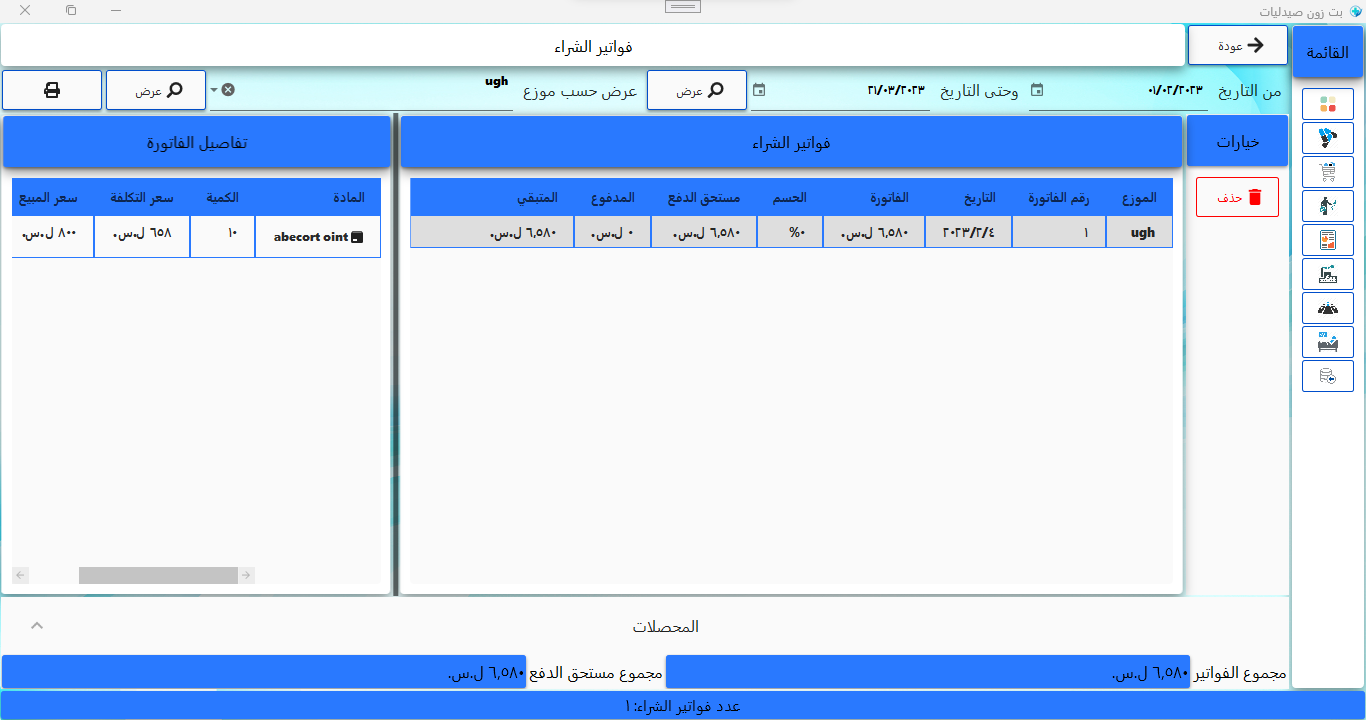 بت زون صيدليات
القائمة
عودة
فواتير الشراء
من التاريخ ٠١/٠٢/٢٠٢٣ وحتى التاريخ ٢١/٠٣/٢٠٢٣ عرض عرض حسب موزع ugh عرض
خيارات
حذف
فواتير الشراء
الموزع رقم الفاتورة التاريخ الفاتورة الحسم مستحق الدفع المدفوع المتبقي
ugh ١ ٢٠٢٣/٢/٤ ٦,٥٨٠ ل.س. ٠% ٦,٥٨٠ ل.س. ٠ ل.س. ٦,٥٨٠ ل.س.
تفاصيل الفاتورة
المادة الكمية سعر التكلفة سعر المبيع
abecort oint ١٠ ٦٥٨ ل.س. ٨٠٠ ل.س.
المحصلات
مجموع الفواتير ٦,٥٨٠ ل.س. مجموع مستحق الدفع ٦,٥٨٠ ل.س.
عدد فواتير الشراء: ١